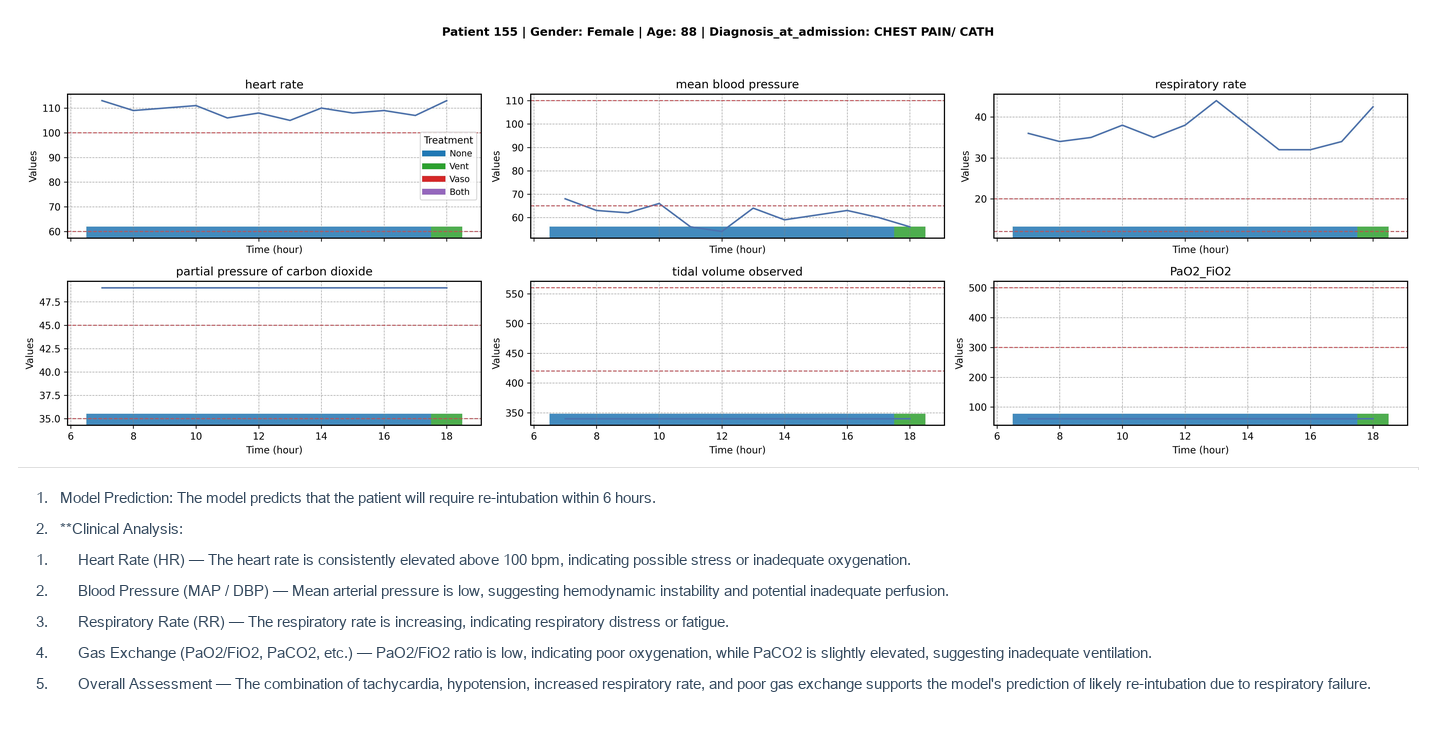 Patient 155 | Gender: Female | Age: 88 | Diagnosis_at_admission: CHEST PAIN/ CATH
heart rate
Values
110
100
90
80
70
60
Time (hour)
Treatment
None
Vent
Vaso
Both
mean blood pressure
Values
110
100
90
80
70
60
Time (hour)
respiratory rate
Values
40
30
20
Time (hour)
partial pressure of carbon dioxide
Values
47.5
45.0
42.5
40.0
37.5
35.0
6 8 10 12 14 16 18
Time (hour)
tidal volume observed
Values
550
500
450
400
350
6 8 10 12 14 16 18
Time (hour)
PaO2_FiO2
Values
500
400
300
200
100
6 8 10 12 14 16 18
Time (hour)
1. Model Prediction: The model predicts that the patient will require re-intubation within 6 hours.
2. **Clinical Analysis:
1. Heart Rate (HR) — The heart rate is consistently elevated above 100 bpm, indicating possible stress or inadequate oxygenation.
2. Blood Pressure (MAP / DBP) — Mean arterial pressure is low, suggesting hemodynamic instability and potential inadequate perfusion.
3. Respiratory Rate (RR) — The respiratory rate is increasing, indicating respiratory distress or fatigue.
4. Gas Exchange (PaO2/FiO2, PaCO2, etc.) — PaO2/FiO2 ratio is low, indicating poor oxygenation, while PaCO2 is slightly elevated, suggesting inadequate ventilation.
5. Overall Assessment — The combination of tachycardia, hypotension, increased respiratory rate, and poor gas exchange supports the model's prediction of likely re-intubation due to respiratory failure.